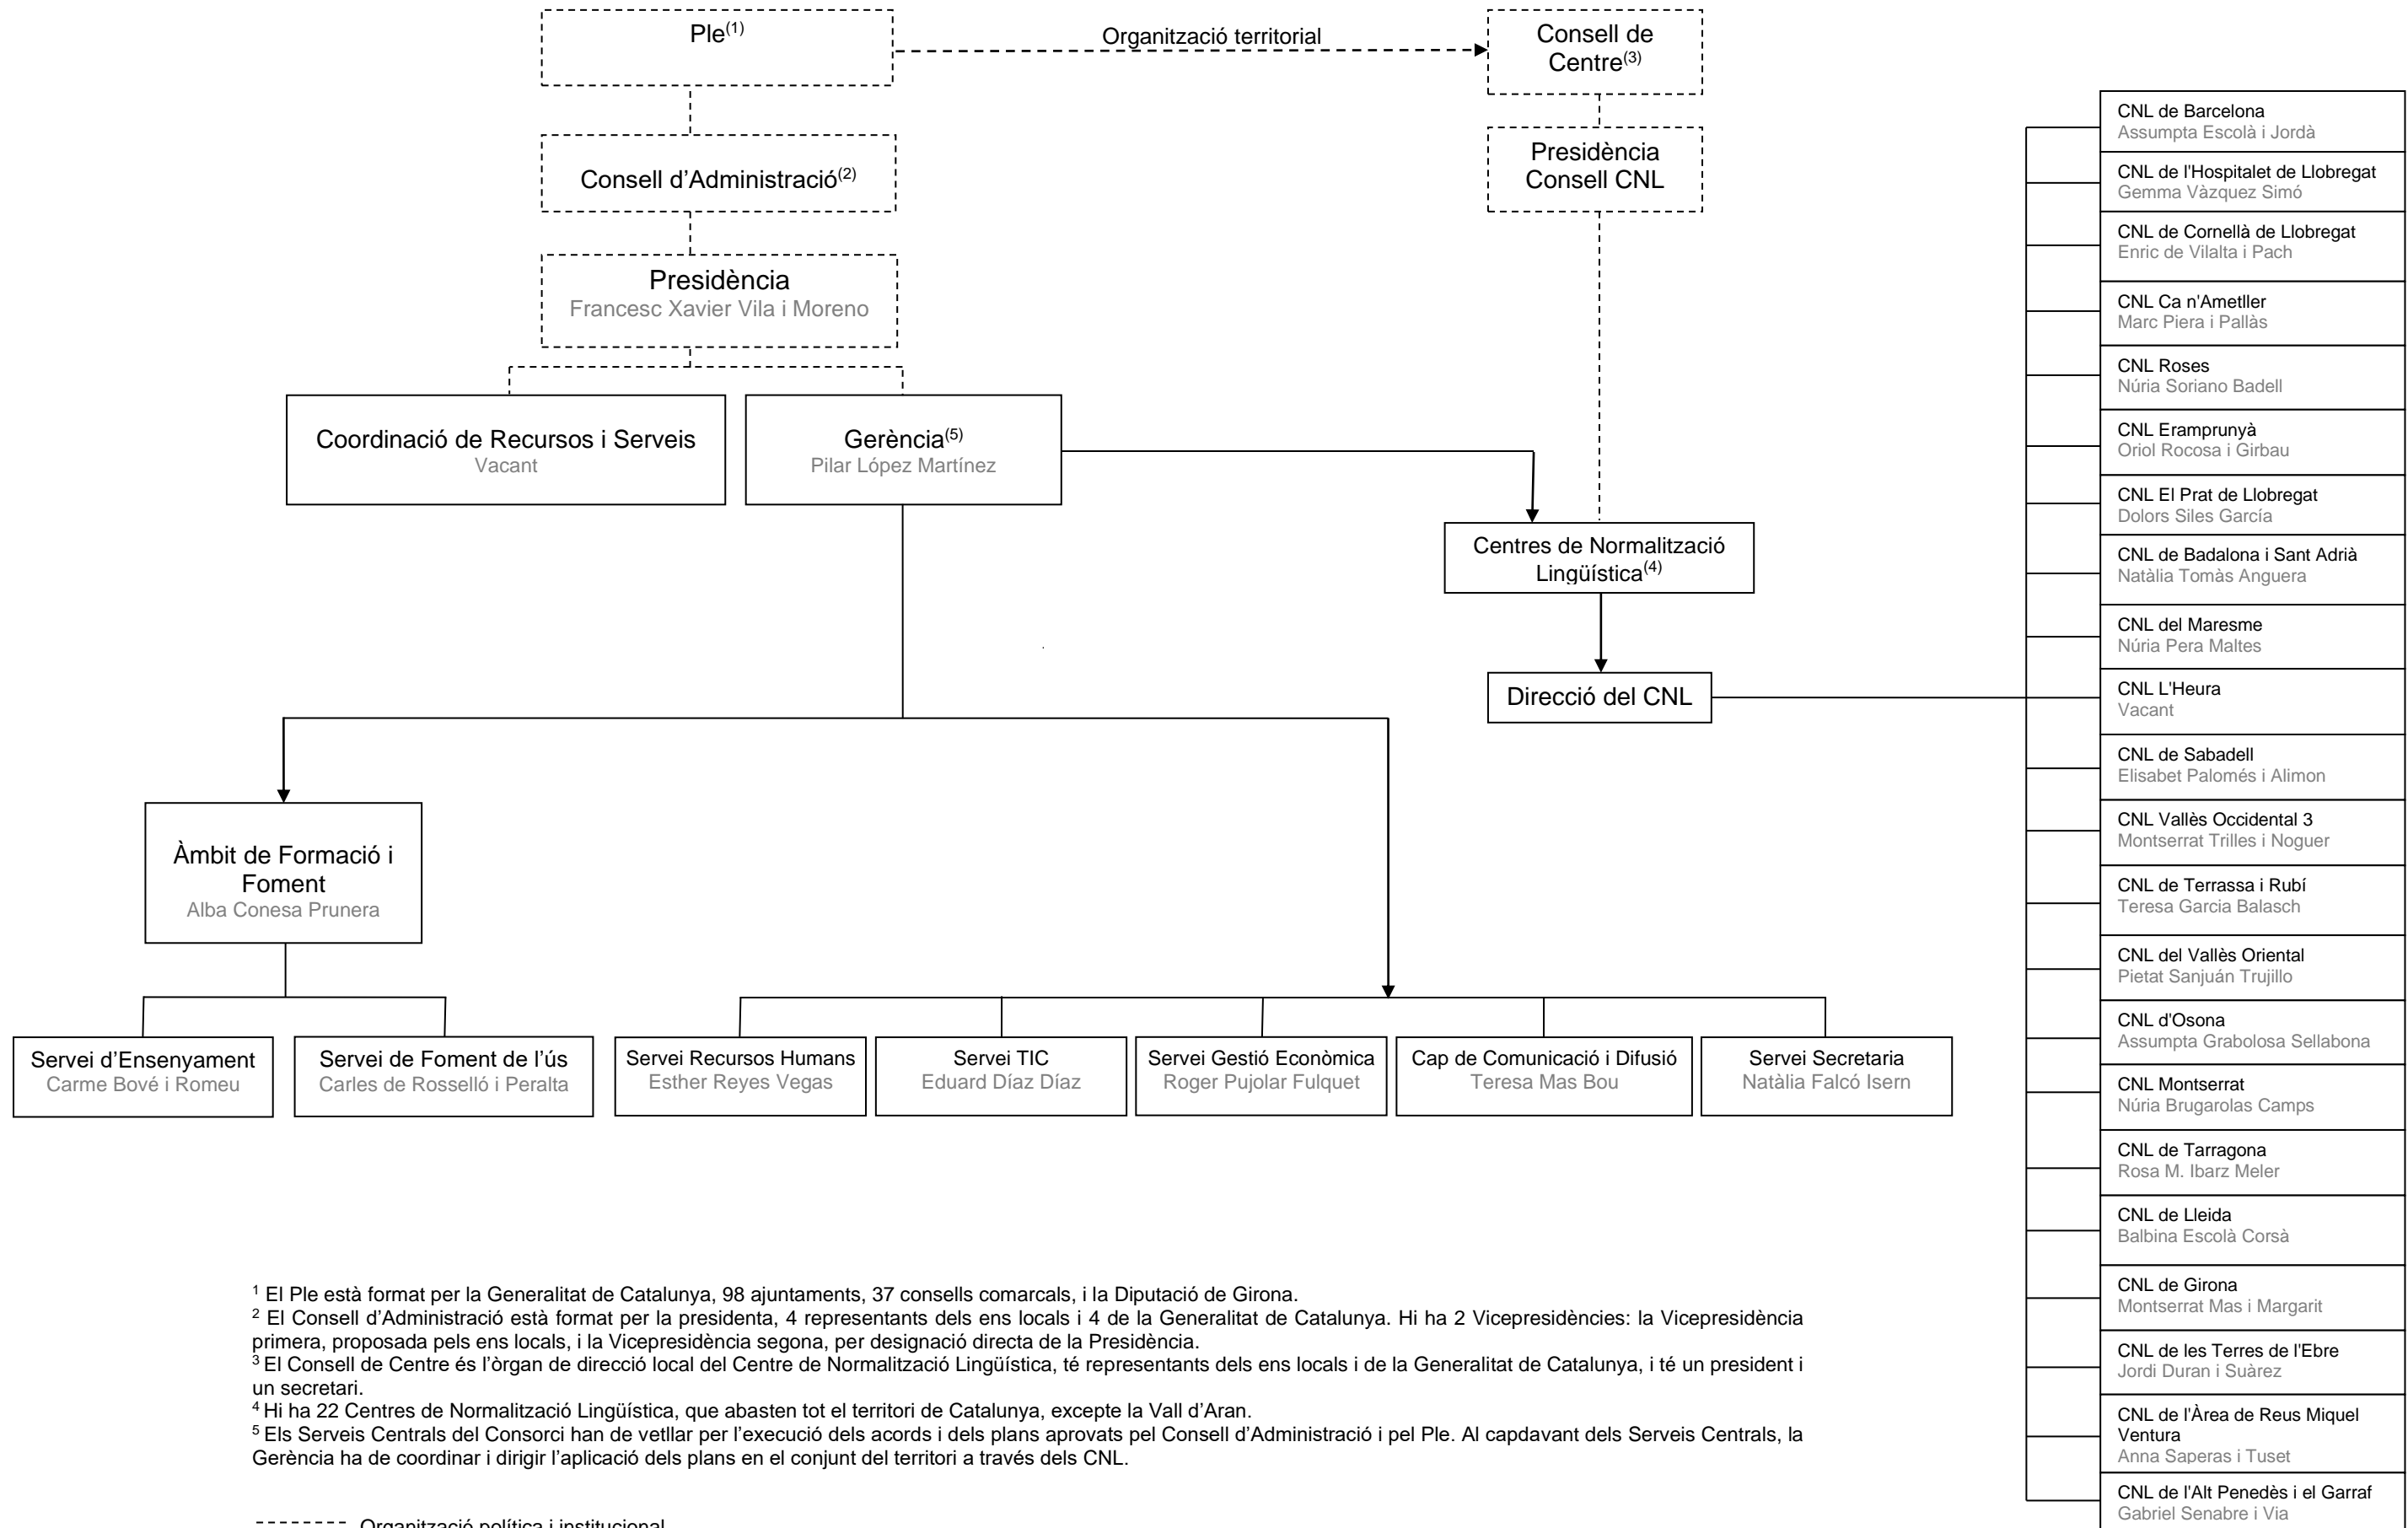 Ple(1)
Organització territorial
Consell de
Centre(3)
Consell d’Administració(2)
Presidència
Consell CNL
Presidència
Francesc Xavier Vila i Moreno
Coordinació de Recursos i Serveis
Vacant
Gerència(5)
Pilar López Martínez
Centres de Normalització
Lingüística(4)
Direcció del CNL
Àmbit de Formació i
Foment
Alba Conesa Prunera
Servei d’Ensenyament
Carme Bové i Romeu
Servei de Foment de l’ús
Carles de Rosselló i Peralta
Servei Recursos Humans
Esther Reyes Vegas
Servei TIC
Eduard Díaz Díaz
Servei Gestió Econòmica
Roger Pujolar Fulquet
Cap de Comunicació i Difusió
Teresa Mas Bou
Servei Secretaria
Natàlia Falcó Isern
CNL de Barcelona
Assumpta Escolà i Jordà
CNL de l'Hospitalet de Llobregat
Gemma Vàzquez Simó
CNL de Cornellà de Llobregat
Enric de Vilalta i Pach
CNL Ca n'Ametller
Marc Piera i Pallàs
CNL Roses
Núria Soriano Badell
CNL Eramprunyà
Oriol Rocosa i Girbau
CNL El Prat de Llobregat
Dolors Siles García
CNL de Badalona i Sant Adrià
Natàlia Tomàs Anguera
CNL del Maresme
Núria Pera Maltes
CNL L'Heura
Vacant
CNL de Sabadell
Elisabet Palomés i Alimon
CNL Vallès Occidental 3
Montserrat Trilles i Noguer
CNL de Terrassa i Rubí
Teresa Garcia Balasch
CNL del Vallès Oriental
Pietat Sanjuán Trujillo
CNL d'Osona
Assumpta Grabolosa Sellabona
CNL Montserrat
Núria Brugarolas Camps
CNL de Tarragona
Rosa M. Ibarz Meler
CNL de Lleida
Balbina Escolà Corsà
CNL de Girona
Montserrat Mas i Margarit
CNL de les Terres de l'Ebre
Jordi Duran i Suàrez
CNL de l'Àrea de Reus Miquel
Ventura
Anna Saperas i Tuset
CNL de l'Alt Penedès i el Garraf
Gabriel Senabre i Via
1 El Ple està format per la Generalitat de Catalunya, 98 ajuntaments, 37 consells comarcals, i la Diputació de Girona.
2 El Consell d’Administració està format per la presidenta, 4 representants dels ens locals i 4 de la Generalitat de Catalunya. Hi ha 2 Vicepresidències: la Vicepresidència
primera, proposada pels ens locals, i la Vicepresidència segona, per designació directa de la Presidència.
3 El Consell de Centre és l’òrgan de direcció local del Centre de Normalització Lingüística, té representants dels ens locals i de la Generalitat de Catalunya, i té un president i
un secretari.
4 Hi ha 22 Centres de Normalització Lingüística, que abasten tot el territori de Catalunya, excepte la Vall d’Aran.
5 Els Serveis Centrals del Consorci han de vetllar per l’execució dels acords i dels plans aprovats pel Consell d’Administració i pel Ple. Al capdavant dels Serveis Centrals, la
Gerència ha de coordinar i dirigir l’aplicació dels plans en el conjunt del territori a través dels CNL.
Organització política i institucional